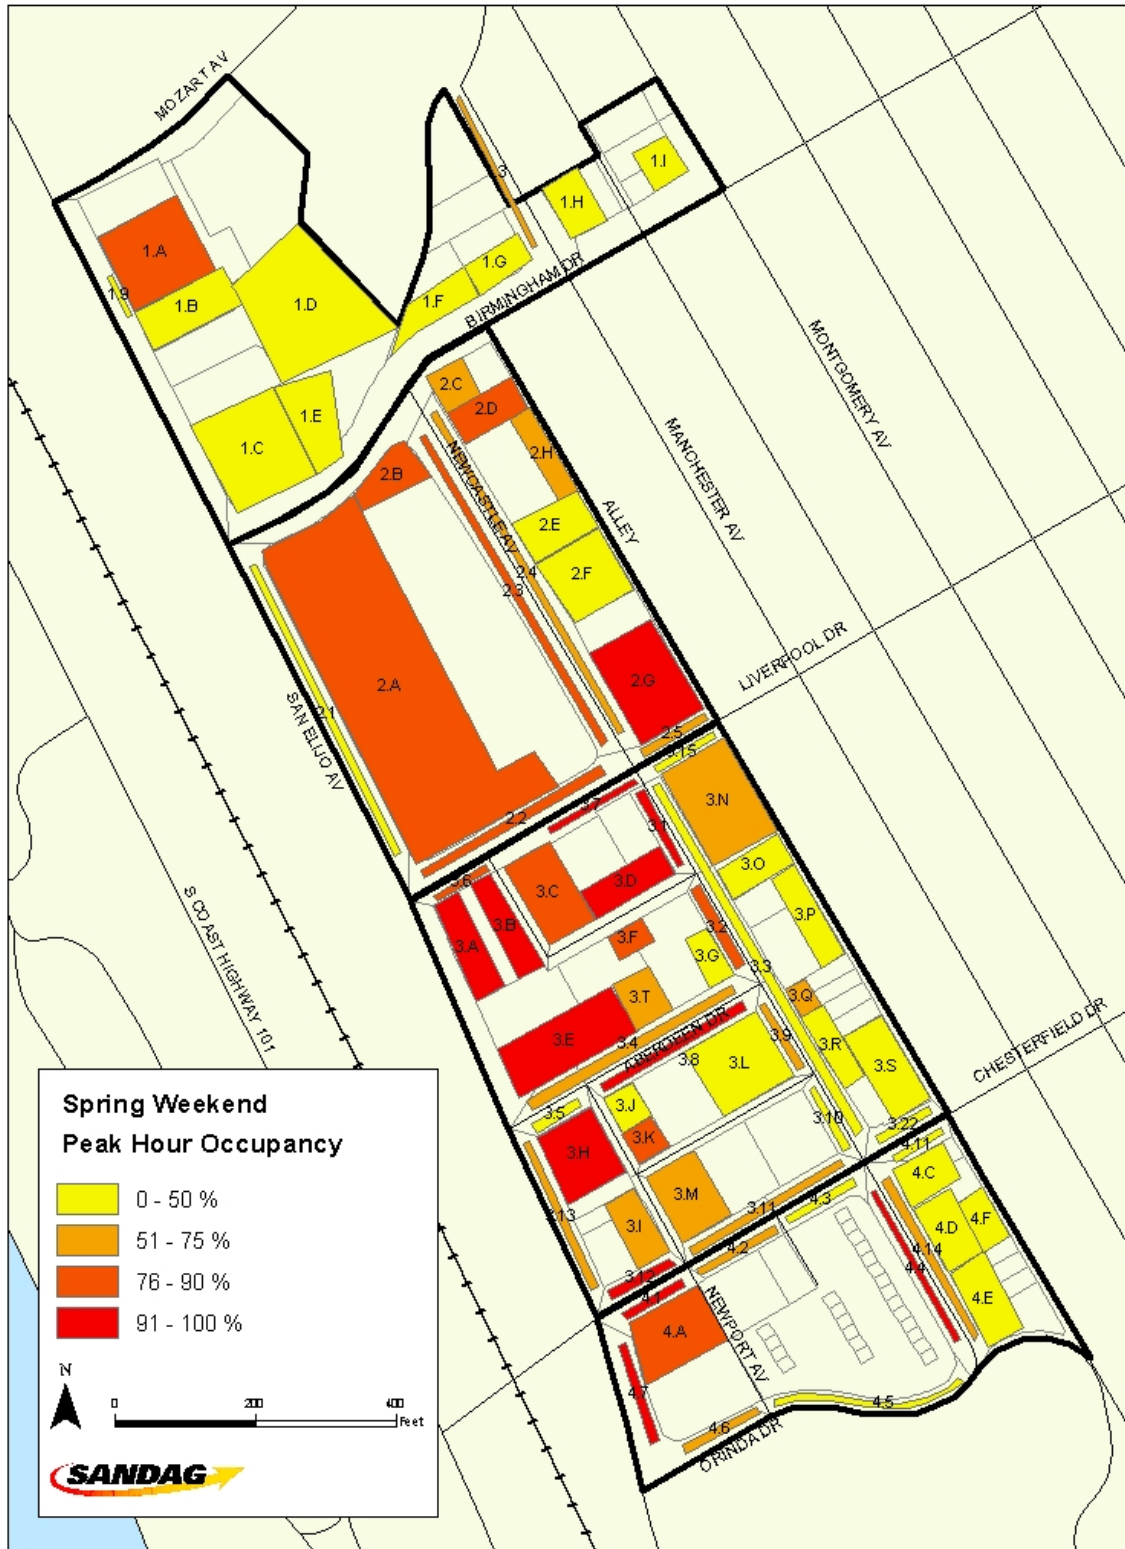 MOZART AV
1.I
3
1.H
1.A
1.G
1.9
1.B
1.D
1.F
BIRMINGHAM DR
MONTGOMERY AV
2.C
1.E
2.D
1.C
MANCHESTER AV
2.H
NEWCASTLE AV
2.B
ALLEY
2.E
2.4
2.F
2.3
LIVERPOOL DR
2.G
2.A
2.1
SAN ELIJO AV
2.5
3.15
2.2
3.7
3.N
3.1
3.O
3.6
3.C
3.D
3.P
S COAST HIGHWAY 101
3.A
3.B
3.2
3.F
3.G
3.3
3.T
3.Q
CHESTERFIELD DR
3.E
3.4
ABERDEEN DR
3.9
3.R
3.8
3.L
3.S
3.5
3.J
3.10
3.22
3.H
3.K
4.11
4.C
3.M
3.11
4.3
3.13
3.I
4.2
4.D
4.F
4.14
4.4
3.12
4.1
NEWPORT AV
4.E
4.A
4.7
4.5
4.6
ORINDA DR
Spring Weekend
Peak Hour Occupancy
0 - 50 %
51 - 75 %
76 - 90 %
91 - 100 %
N
0 200 400
Feet
SANDAG